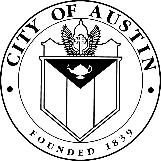 CITY OF AUSTIN
FOUNDED 1839